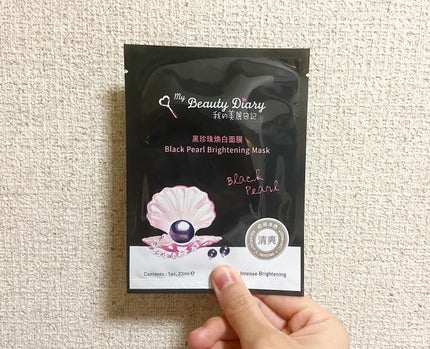 My Beauty Diary
我的美麗日記
黑珍珠煥白面膜
Black Pearl Brightening Mask
Black
Pearl
清爽
Contents : 1pc, 23ml e
Intense Brightening